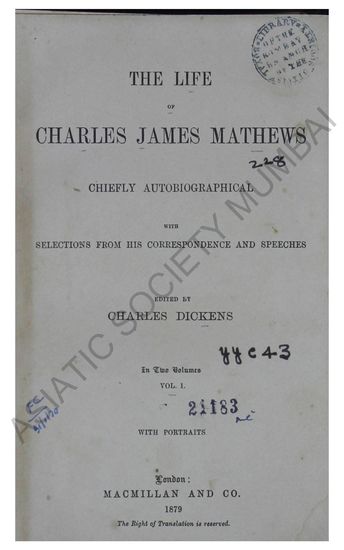 THE LIFE
OF
CHARLES JAMES MATHEWS
228
CHIEFLY AUTOBIOGRAPHICAL
WITH
SELECTIONS FROM HIS CORRESPONDENCE AND SPEECHES
EDITED BY
CHARLES DICKENS
yyc43
In Two Volumes
VOL. I.
21183
WITH PORTRAITS
London:
MACMILLAN AND CO.
1879
The Right of Translation is reserved.
ASIATIC SOCIETY MUMBAI